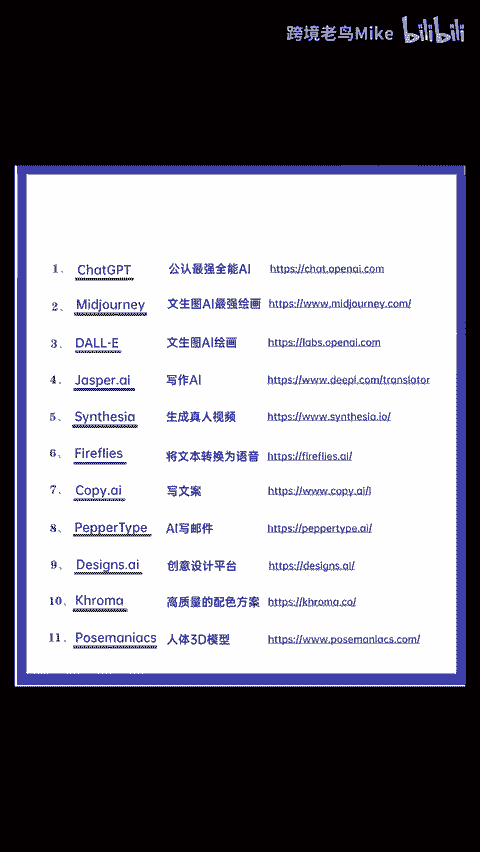 跨境老鸟Mike bilibili
1、 ChatGPT 公认最强全能AI https://chat.openai.com
2、 Midjourney 文生图AI最强绘画 https://www.midjourney.com/
3、 DALL-E 文生图AI绘画 https://labs.openai.com
4、 Jasper.ai 写作AI https://www.deepl.com/translator
5、 Synthesia 生成真人视频 https://www.synthesia.io/
6、 Fireflies 将文本转换为语音 https://fireflies.ai/
7、 Copy.ai 写文案 https://www.copy.ai/l
8、 PepperType AI写邮件 https://peppertype.ai/
9、 Designs.ai 创意设计平台 https://designs.ai/
10、 Khroma 高质量的配色方案 https://khroma.co/
11、 Posemaniacs 人体3D模型 https://www.posemaniacs.com/